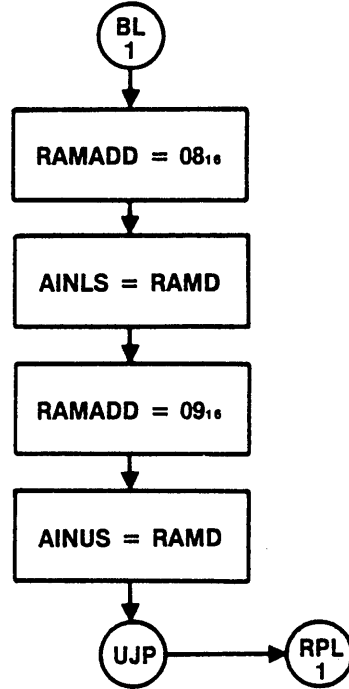 BL
1
RAMADD = 08₁₆
AINLS = RAMD
RAMADD = 09₁₆
AINUS = RAMD
UJP
RPL
1